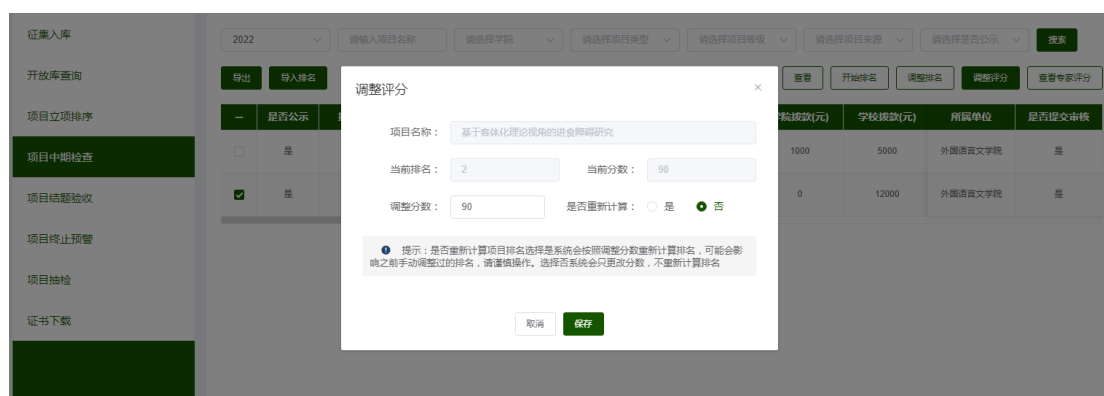 征集入库
开放库查询
项目立项排序
项目中期检查
项目结题验收
项目终止预警
项目抽检
证书下载
2022 请输入项目名称 请选择学院 请选择项目类型 请选择项目等级 请选择项目来源 请选择是否公示 搜索
导出 导入排名 查看 开始排名 调整排名 调整评分 查看专家评分
是否公示 院拨款(元) 学校拨款(元) 所属单位 是否提交审核
是 1000 5000 外国语言文学院 是
是 0 12000 外国语言文学院 是
调整评分
项目名称： 基于客体化理论视角的进食障碍研究
当前排名： 2 当前分数： 90
调整分数： 90 是否重新计算： 是 否
提示：是否重新计算项目排名选择是系统会按照调整分数重新计算排名，可能会影
响之前手动调整过的排名，请谨慎操作。选择否系统会只更改分数，不重新计算排名
取消 保存